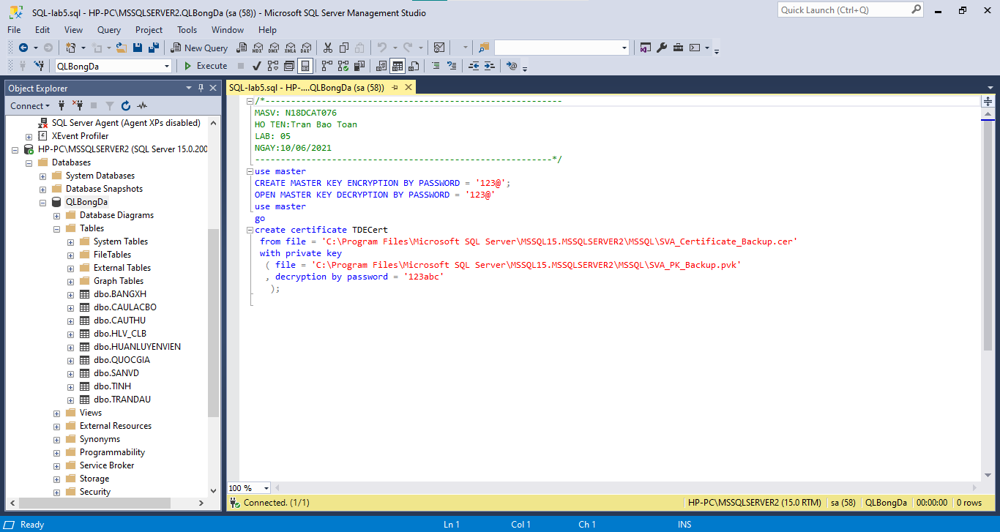 SQL-lab5.sql - HP-PC\MSSQLSERVER2.QLBongDa (sa (58)) - Microsoft SQL Server Management Studio
Quick Launch (Ctrl+Q)
File Edit View Query Project Tools Window Help
New Query MDX DMX XMLA DAX
QLBongDa Execute
Object Explorer
Connect
SQL Server Agent (Agent XPs disabled)
XEvent Profiler
HP-PC\MSSQLSERVER2 (SQL Server 15.0.200
Databases
System Databases
Database Snapshots
QLBongDa
Database Diagrams
Tables
System Tables
FileTables
External Tables
Graph Tables
dbo.BANGXH
dbo.CAULACBO
dbo.CAUTHU
dbo.HLV_CLB
dbo.HUANLUYENVIEN
dbo.QUOCGIA
dbo.SANVD
dbo.TINH
dbo.TRANDAU
Views
External Resources
Synonyms
Programmability
Service Broker
Storage
Security
SQL-lab5.sql - HP-....QLBongDa (sa (58))
/*----------------------------------------------------------
MASV: N18DCAT076
HO TEN:Tran Bao Toan
LAB: 05
NGAY:10/06/2021
----------------------------------------------------------*/
use master
CREATE MASTER KEY ENCRYPTION BY PASSWORD = '123@';
OPEN MASTER KEY DECRYPTION BY PASSWORD = '123@'
use master
go
create certificate TDECert
from file = 'C:\Program Files\Microsoft SQL Server\MSSQL15.MSSQLSERVER2\MSSQL\SVA_Certificate_Backup.cer'
with private key
( file = 'C:\Program Files\Microsoft SQL Server\MSSQL15.MSSQLSERVER2\MSSQL\SVA_PK_Backup.pvk'
, decryption by password = '123abc'
);
100 %
Connected. (1/1) HP-PC\MSSQLSERVER2 (15.0 RTM) sa (58) QLBongDa 00:00:00 0 rows
Ready Ln 1 Col 1 Ch 1 INS